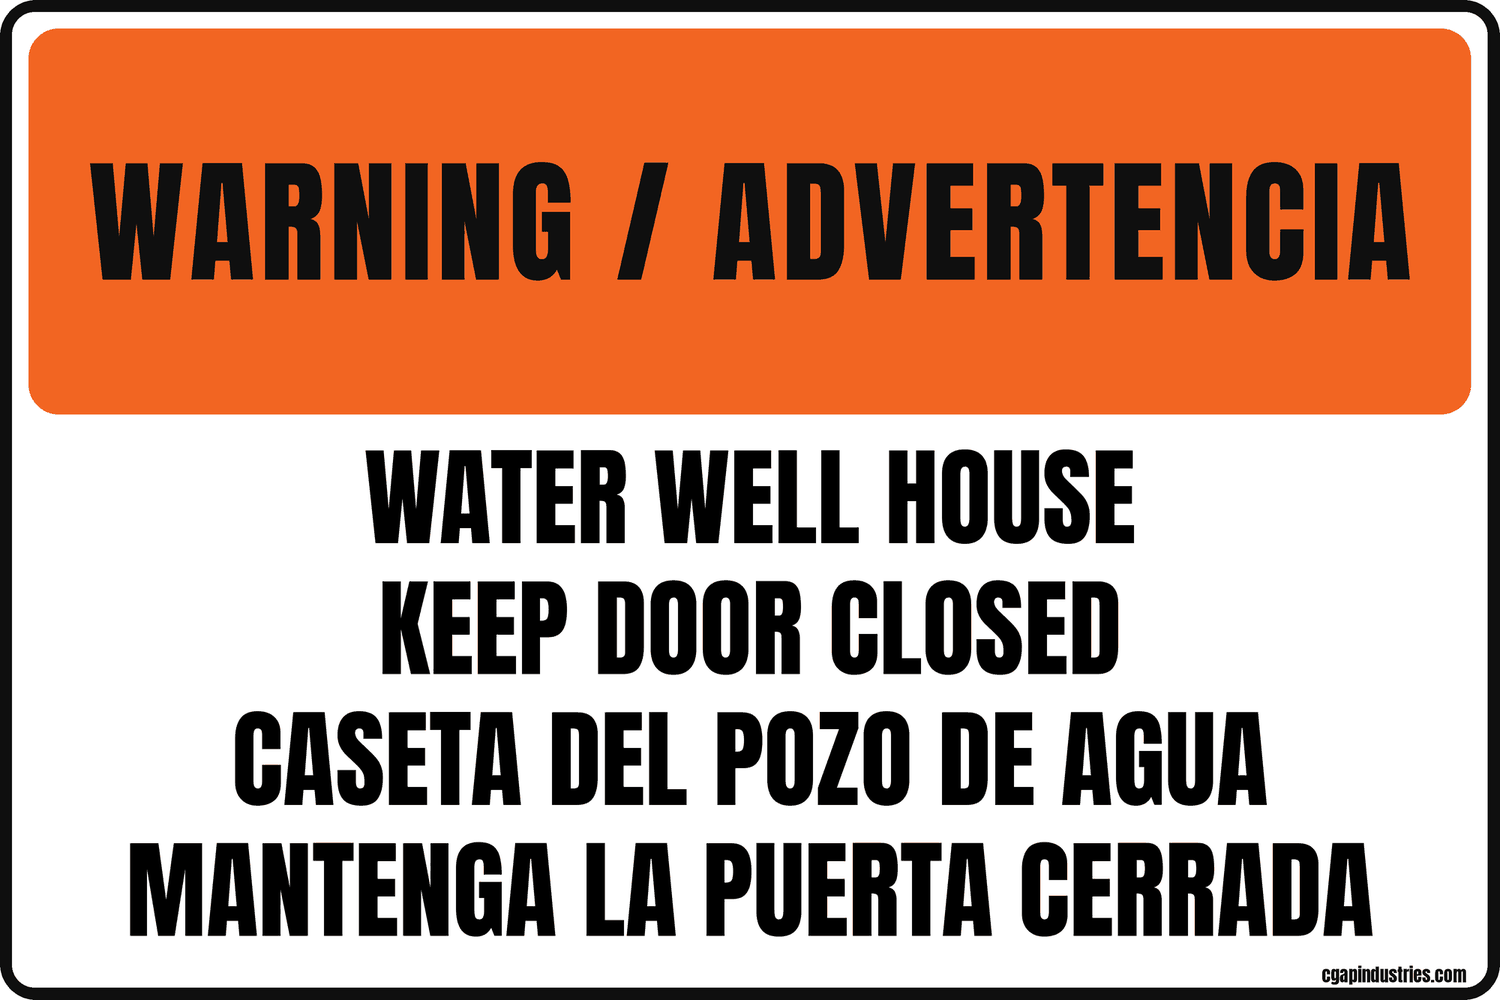 WARNING / ADVERTENCIA
WATER WELL HOUSE
KEEP DOOR CLOSED
CASETA DEL POZO DE AGUA
MANTENGA LA PUERTA CERRADA
cgapindustries.com